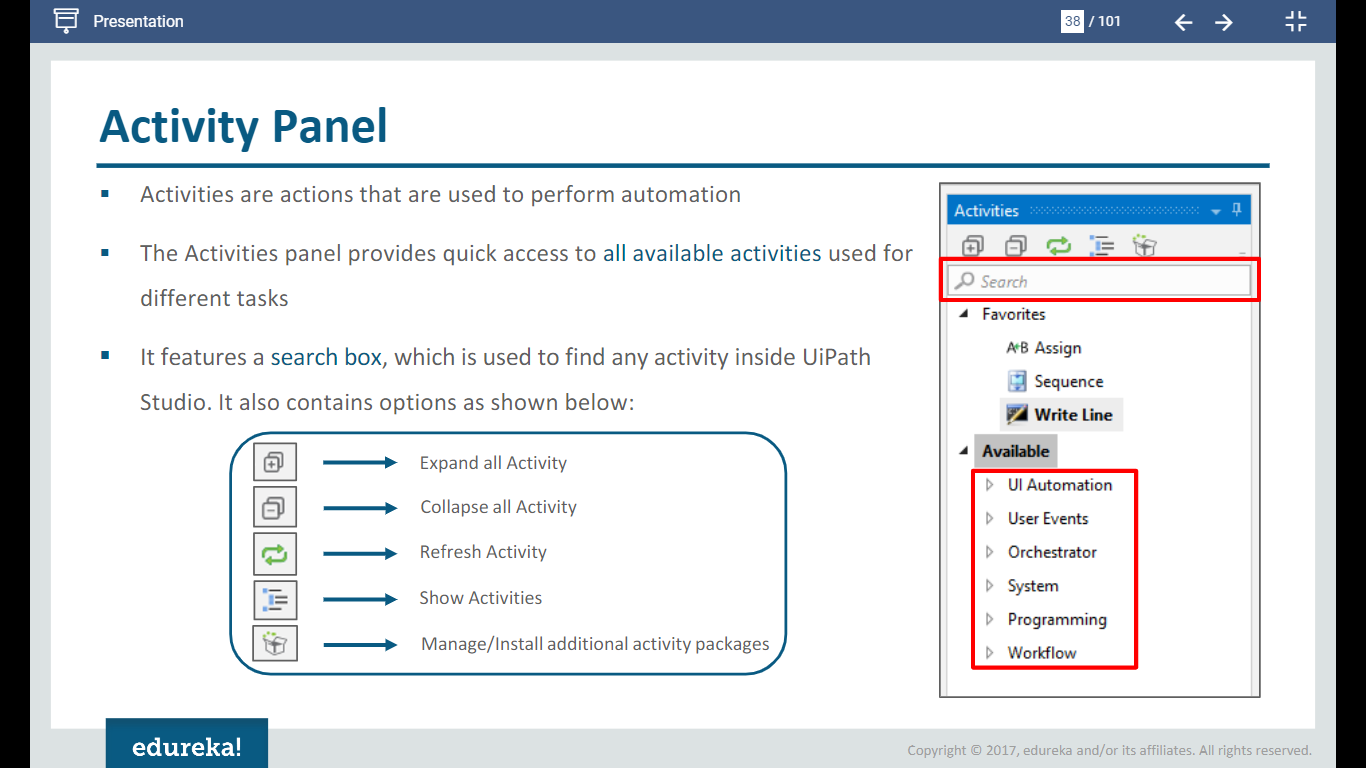 Presentation
38 / 101
Activity Panel
Activities are actions that are used to perform automation
The Activities panel provides quick access to all available activities used for
different tasks
It features a search box, which is used to find any activity inside UiPath
Studio. It also contains options as shown below:
Expand all Activity
Collapse all Activity
Refresh Activity
Show Activities
Manage/Install additional activity packages
Activities
Search
Favorites
A+B Assign
Sequence
Write Line
Available
UI Automation
User Events
Orchestrator
System
Programming
Workflow
edureka!
Copyright © 2017, edureka and/or its affiliates. All rights reserved.